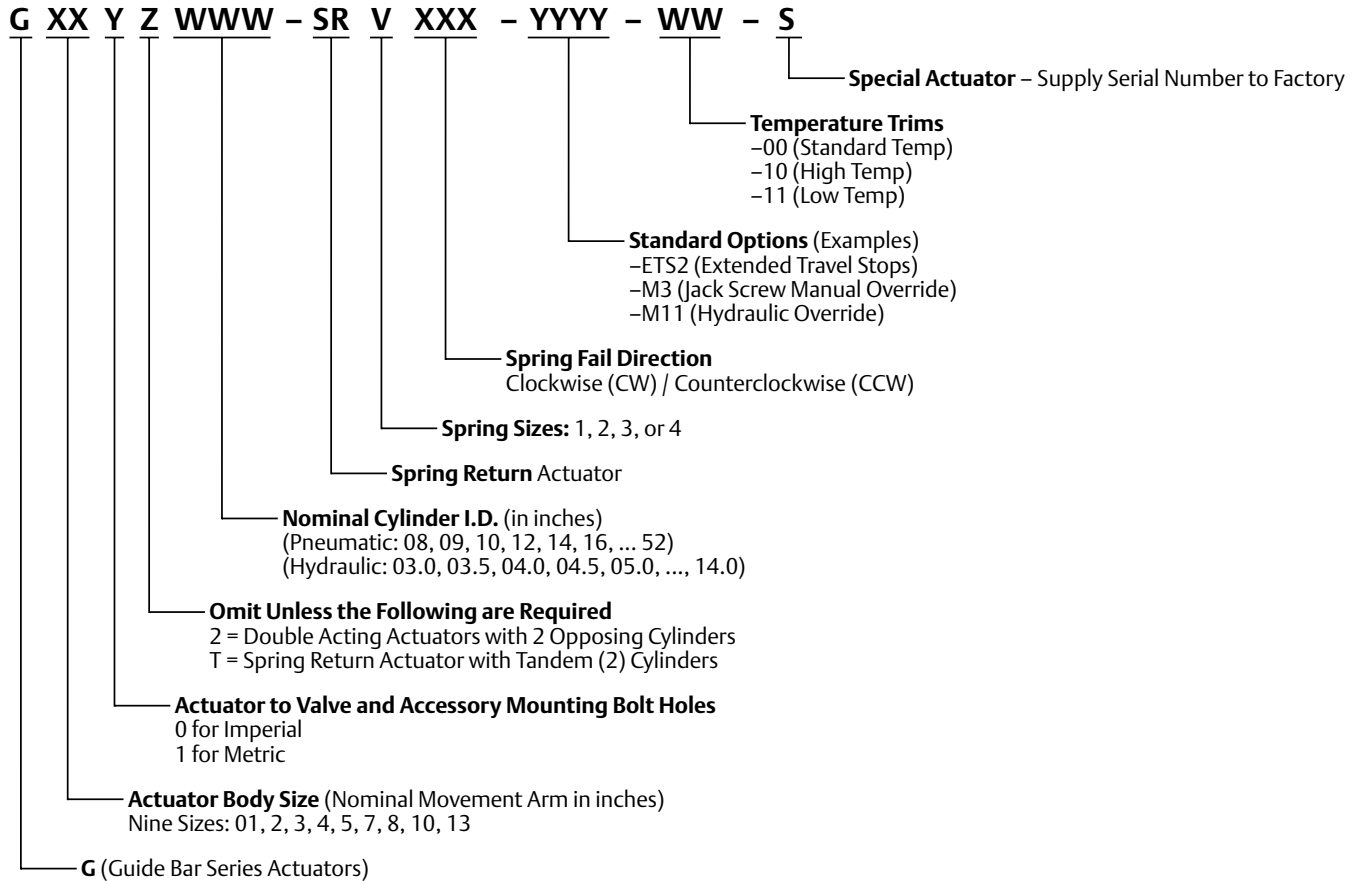 G XX Y Z WWW – SR V XXX – YYYY – WW – S
Special Actuator – Supply Serial Number to Factory
Temperature Trims
–00 (Standard Temp)
–10 (High Temp)
–11 (Low Temp)
Standard Options (Examples)
–ETS2 (Extended Travel Stops)
–M3 (Jack Screw Manual Override)
–M11 (Hydraulic Override)
Spring Fail Direction
Clockwise (CW) / Counterclockwise (CCW)
Spring Sizes: 1, 2, 3, or 4
Spring Return Actuator
Nominal Cylinder I.D. (in inches)
(Pneumatic: 08, 09, 10, 12, 14, 16, ... 52)
(Hydraulic: 03.0, 03.5, 04.0, 04.5, 05.0, ..., 14.0)
Omit Unless the Following are Required
2 = Double Acting Actuators with 2 Opposing Cylinders
T = Spring Return Actuator with Tandem (2) Cylinders
Actuator to Valve and Accessory Mounting Bolt Holes
0 for Imperial
1 for Metric
Actuator Body Size (Nominal Movement Arm in inches)
Nine Sizes: 01, 2, 3, 4, 5, 7, 8, 10, 13
G (Guide Bar Series Actuators)